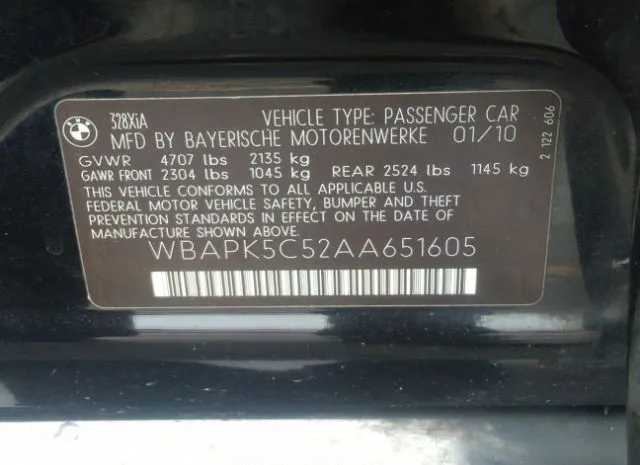 BMW
328XiA
VEHICLE TYPE: PASSENGER CAR
MFD BY BAYERISCHE MOTORENWERKE 01/10
GVWR 4707 lbs 2135 kg
GAWR FRONT 2304 lbs 1045 kg REAR 2524 lbs 1145 kg
THIS VEHICLE CONFORMS TO ALL APPLICABLE U.S.
FEDERAL MOTOR VEHICLE SAFETY, BUMPER AND THEFT
PREVENTION STANDARDS IN EFFECT ON THE DATE OF
MANUFACTURE SHOWN ABOVE.
WBAPK5C52AA651605
2 122 606